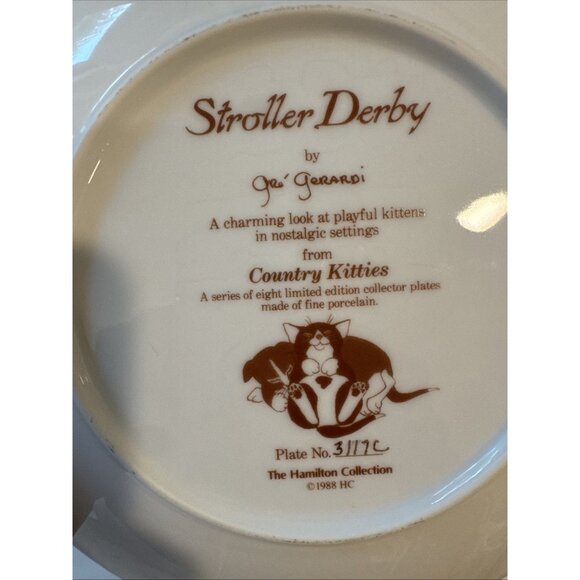 Stroller Derby
by
Gré Gerardi
A charming look at playful kittens
in nostalgic settings
from
Country Kitties
A series of eight limited edition collector plates
made of fine porcelain.
Plate No. 3117C
The Hamilton Collection
©1988 HC